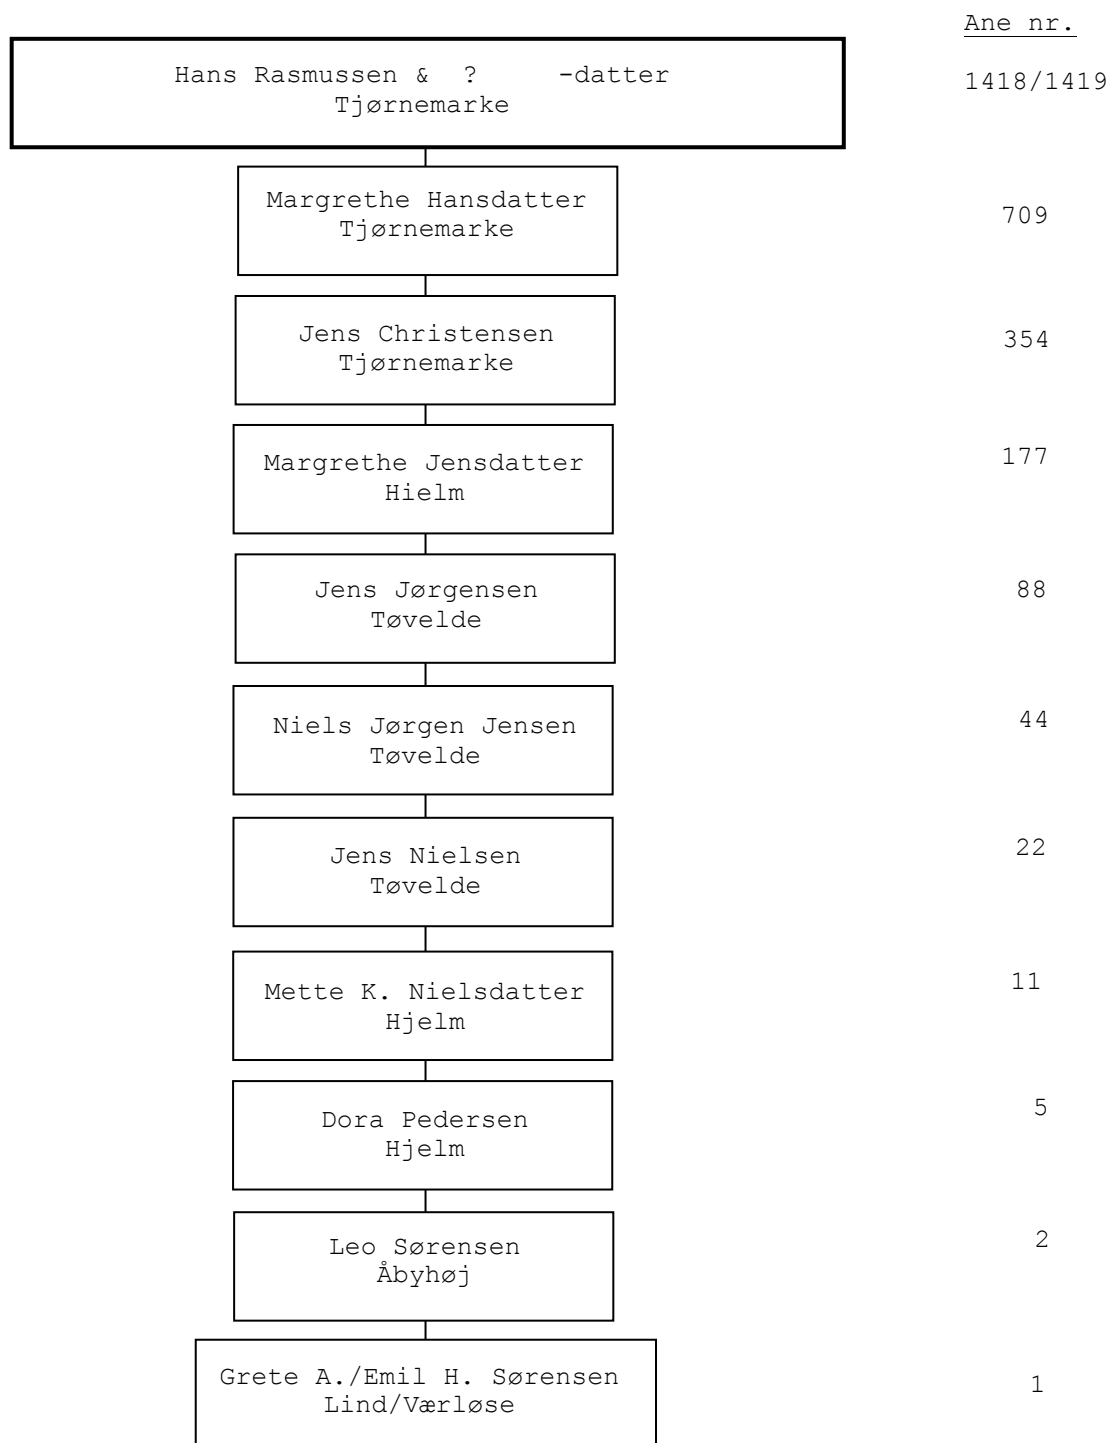 Ane nr.
Hans Rasmussen & ? -datter
Tjørnemarke
1418/1419
Margrethe Hansdatter
Tjørnemarke
709
Jens Christensen
Tjørnemarke
354
Margrethe Jensdatter
Hielm
177
Jens Jørgensen
Tøvelde
88
Niels Jørgen Jensen
Tøvelde
44
Jens Nielsen
Tøvelde
22
Mette K. Nielsdatter
Hjelm
11
Dora Pedersen
Hjelm
5
Leo Sørensen
Åbyhøj
2
Grete A./Emil H. Sørensen
Lind/Værløse
1